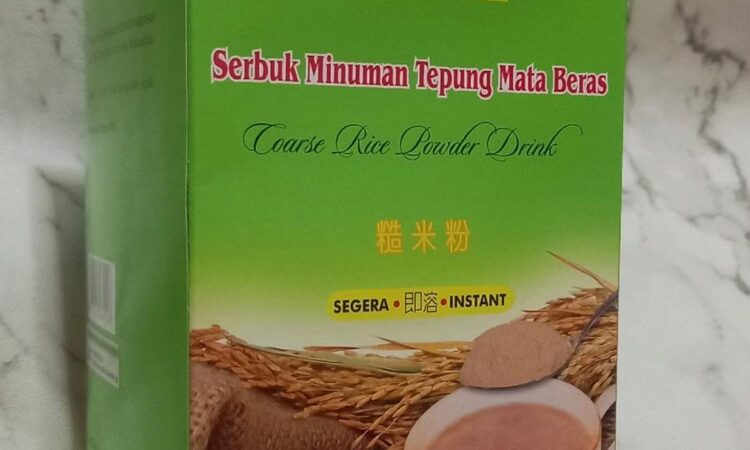 Serbuk Minuman Tepung Mata Beras
Coarse Rice Powder Drink
糙米粉
SEGERA • 即溶 • INSTANT